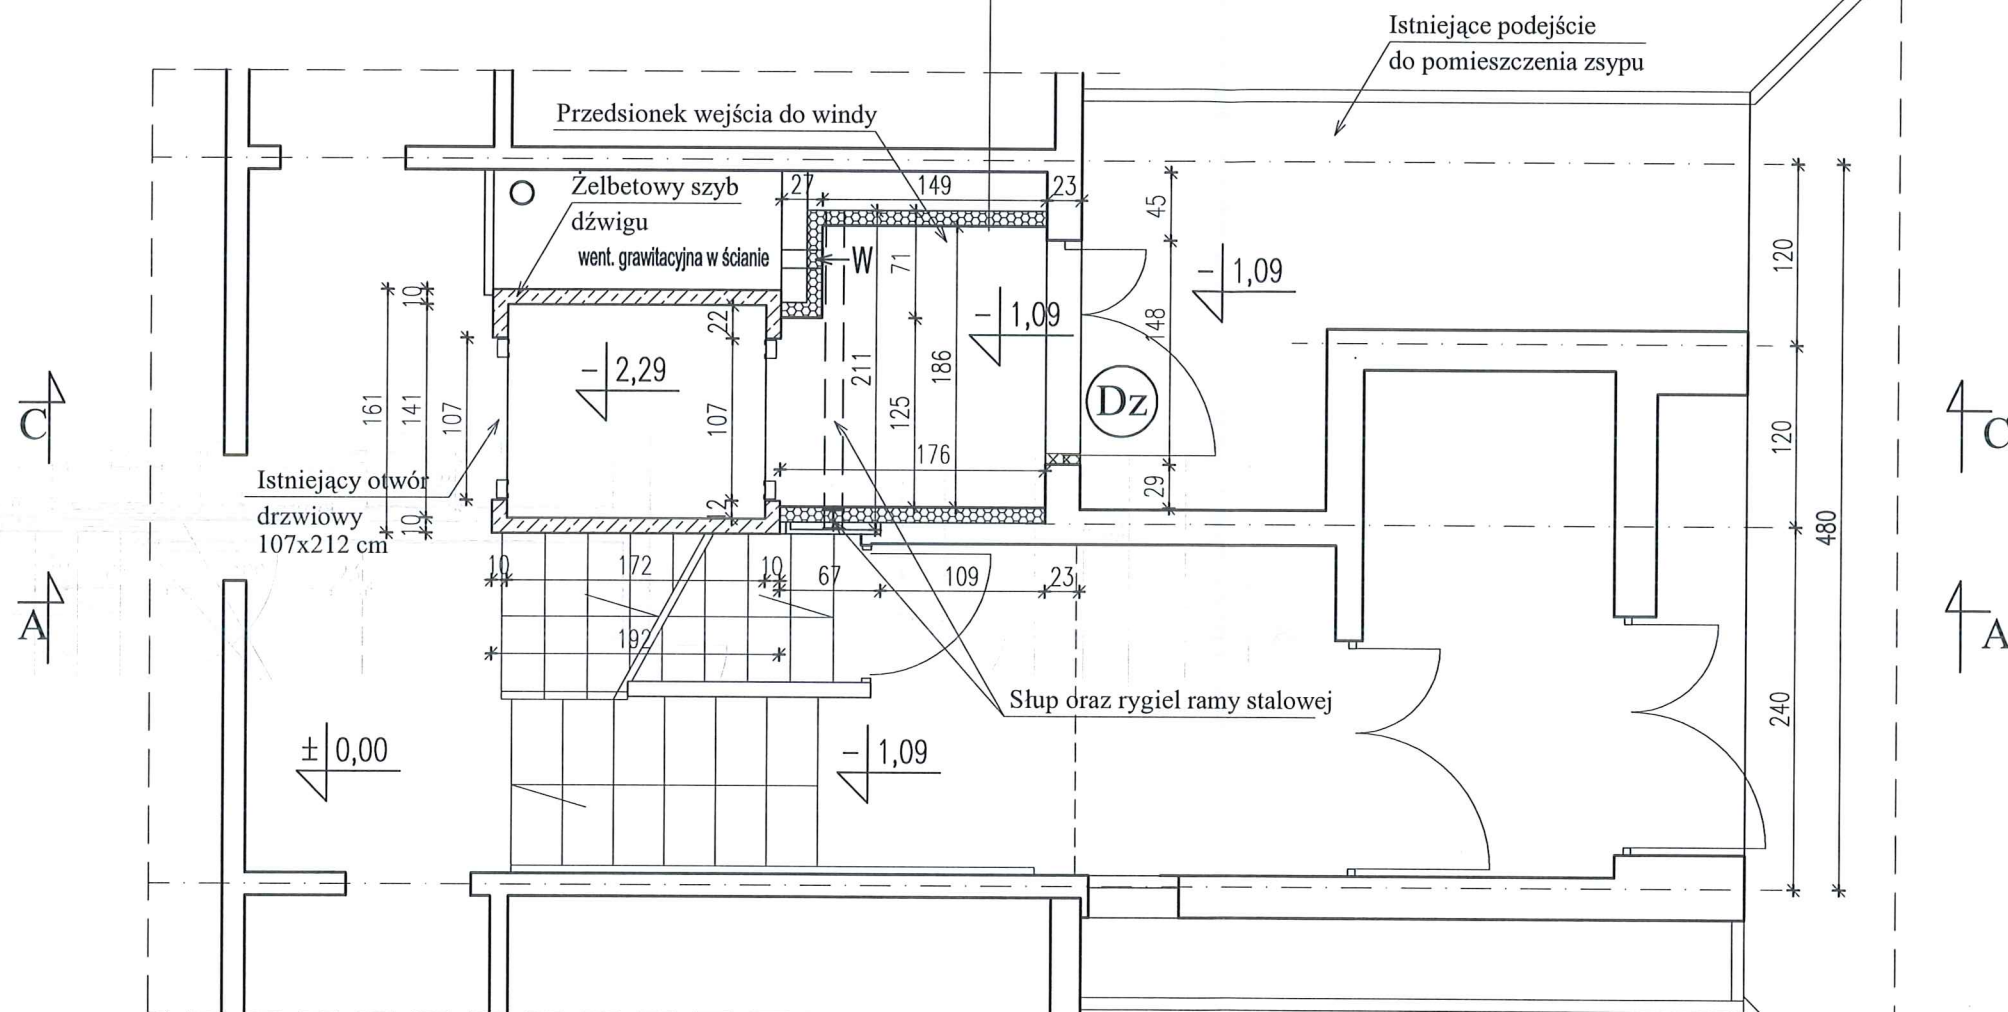 Istniejące podejście
do pomieszczenia zsypu
Przedsionek wejścia do windy
27
149
23
45
Żelbetowy szyb
dźwigu
went. grawitacyjna w ścianie
W
71
- 1,09
- 1,09
120
10
22
148
211
186
- 2,29
161
141
107
107
125
Dz
C
C
120
176
Istniejący otwór
drzwiowy
107x212 cm
10
12
29
480
10
172
10
67
109
23
A
A
192
Słup oraz rygiel ramy stalowej
240
± 0,00
- 1,09